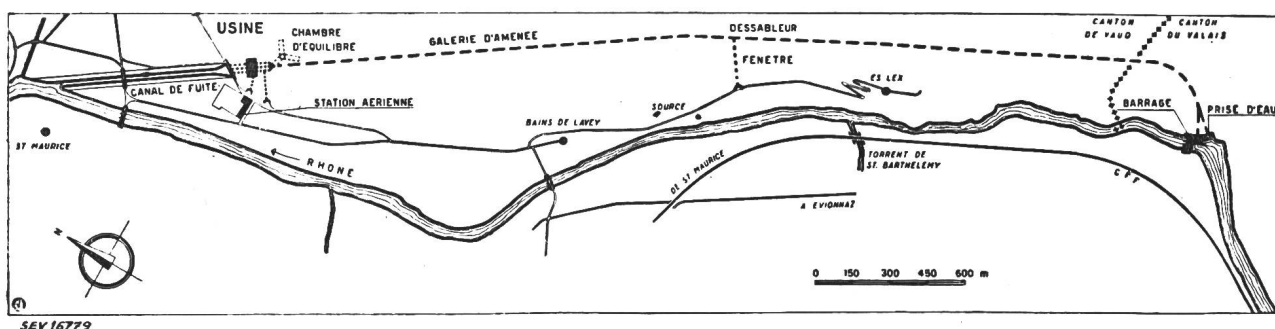 USINE
CHAMBRE
D'EQUILIBRE
GALERIE D'AMENEE
DESSABLEUR
FENETRE
CANTON
DE VAUD
CANTON
DU VALAIS
ES LEX
CANAL DE FUITE
STATION AERIENNE
SOURCE
BARRAGE
PRISE D'EAU
BAINS DE LAVEY
ST MAURICE
RHONE
DE ST MAURICE
TORRENT DE
ST. BARTHELEMY
CFF
A EVIONNAZ
N
0 150 300 450 600 m
SEV 16779